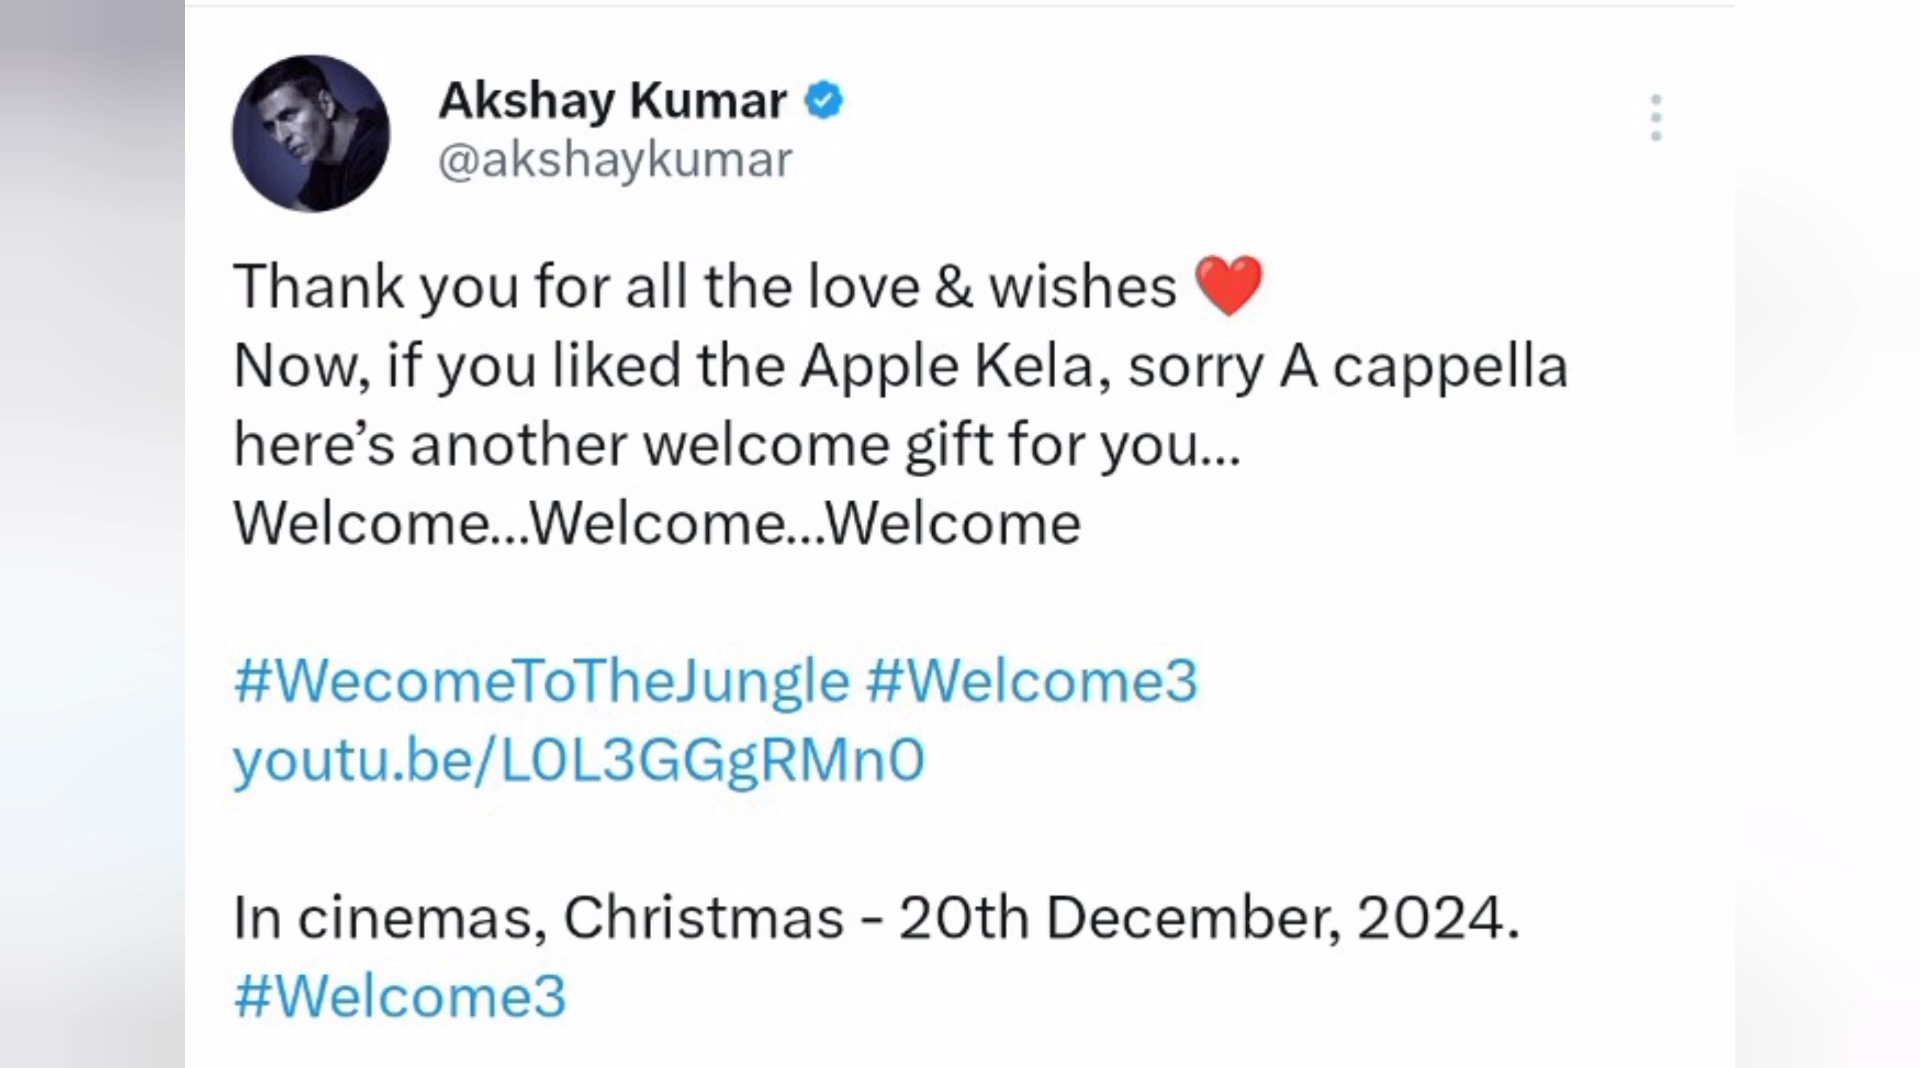 Akshay Kumar
@akshaykumar
Thank you for all the love & wishes ❤️
Now, if you liked the Apple Kela, sorry A cappella
here’s another welcome gift for you...
Welcome...Welcome...Welcome
#WecomeToTheJungle #Welcome3
youtu.be/L0L3GGgRMn0
In cinemas, Christmas - 20th December, 2024.
#Welcome3